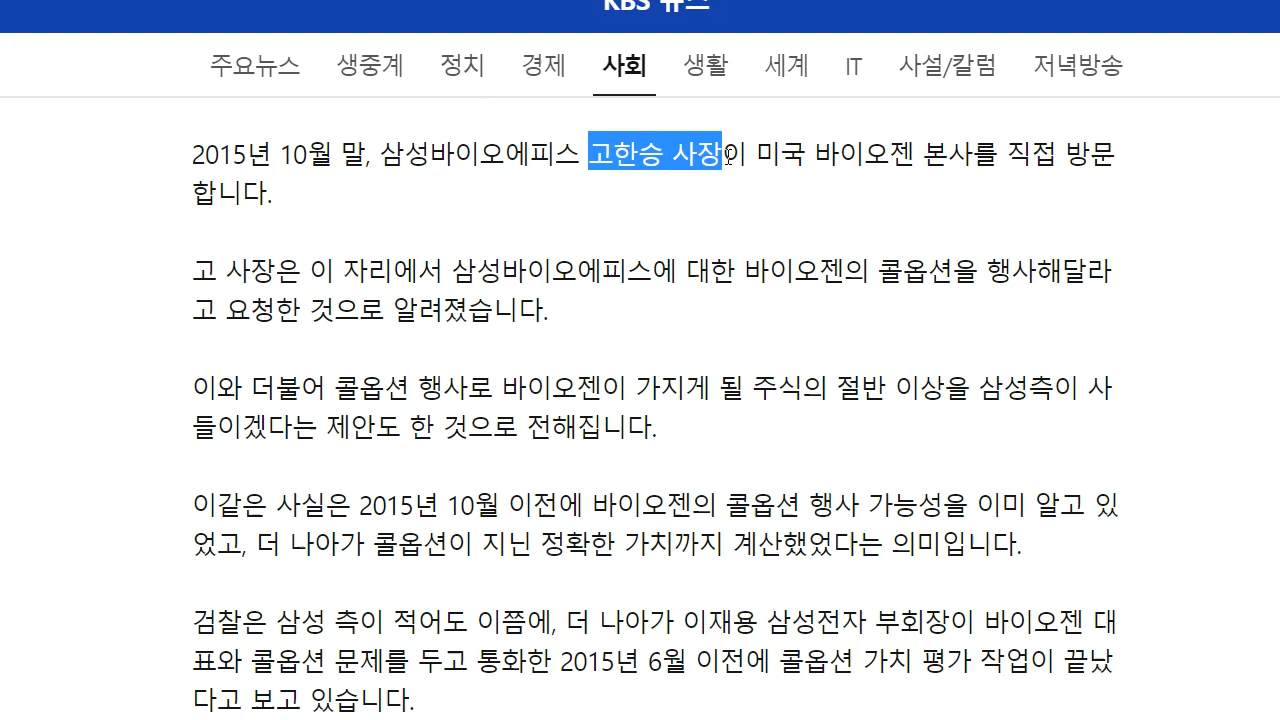 KBS 뉴스
주요뉴스 생중계 정치 경제 사회 생활 세계 IT 사설/칼럼 저녁방송
2015년 10월 말, 삼성바이오에피스 고한승 사장이 미국 바이오젠 본사를 직접 방문
합니다.
고 사장은 이 자리에서 삼성바이오에피스에 대한 바이오젠의 콜옵션을 행사해달라
고 요청한 것으로 알려졌습니다.
이와 더불어 콜옵션 행사로 바이오젠이 가지게 될 주식의 절반 이상을 삼성측이 사
들이겠다는 제안도 한 것으로 전해집니다.
이같은 사실은 2015년 10월 이전에 바이오젠의 콜옵션 행사 가능성을 이미 알고 있
었고, 더 나아가 콜옵션이 지닌 정확한 가치까지 계산했었다는 의미입니다.
검찰은 삼성 측이 적어도 이쯤에, 더 나아가 이재용 삼성전자 부회장이 바이오젠 대
표와 콜옵션 문제를 두고 통화한 2015년 6월 이전에 콜옵션 가치 평가 작업이 끝났
다고 보고 있습니다.